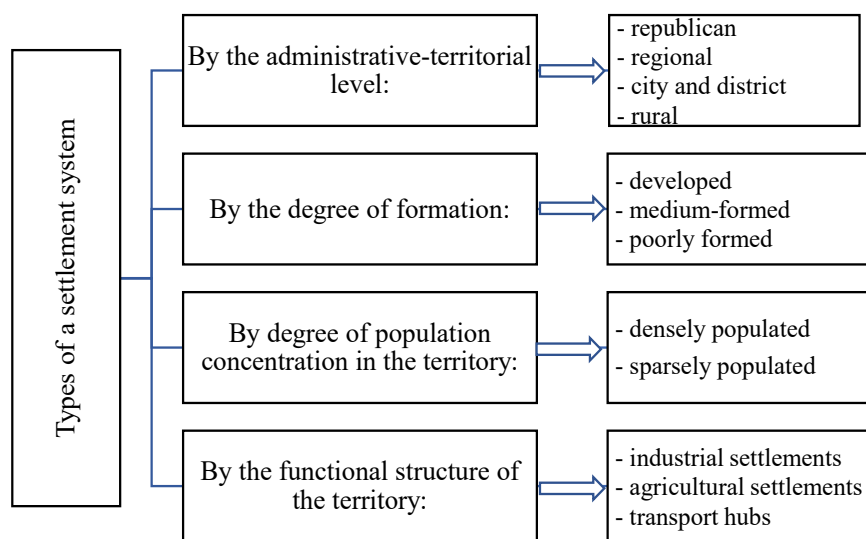 Types of a settlement system
By the administrative-territorial
level:
- republican
- regional
- city and district
- rural
By the degree of formation:
- developed
- medium-formed
- poorly formed
By degree of population
concentration in the territory:
- densely populated
- sparsely populated
By the functional structure of
the territory:
- industrial settlements
- agricultural settlements
- transport hubs